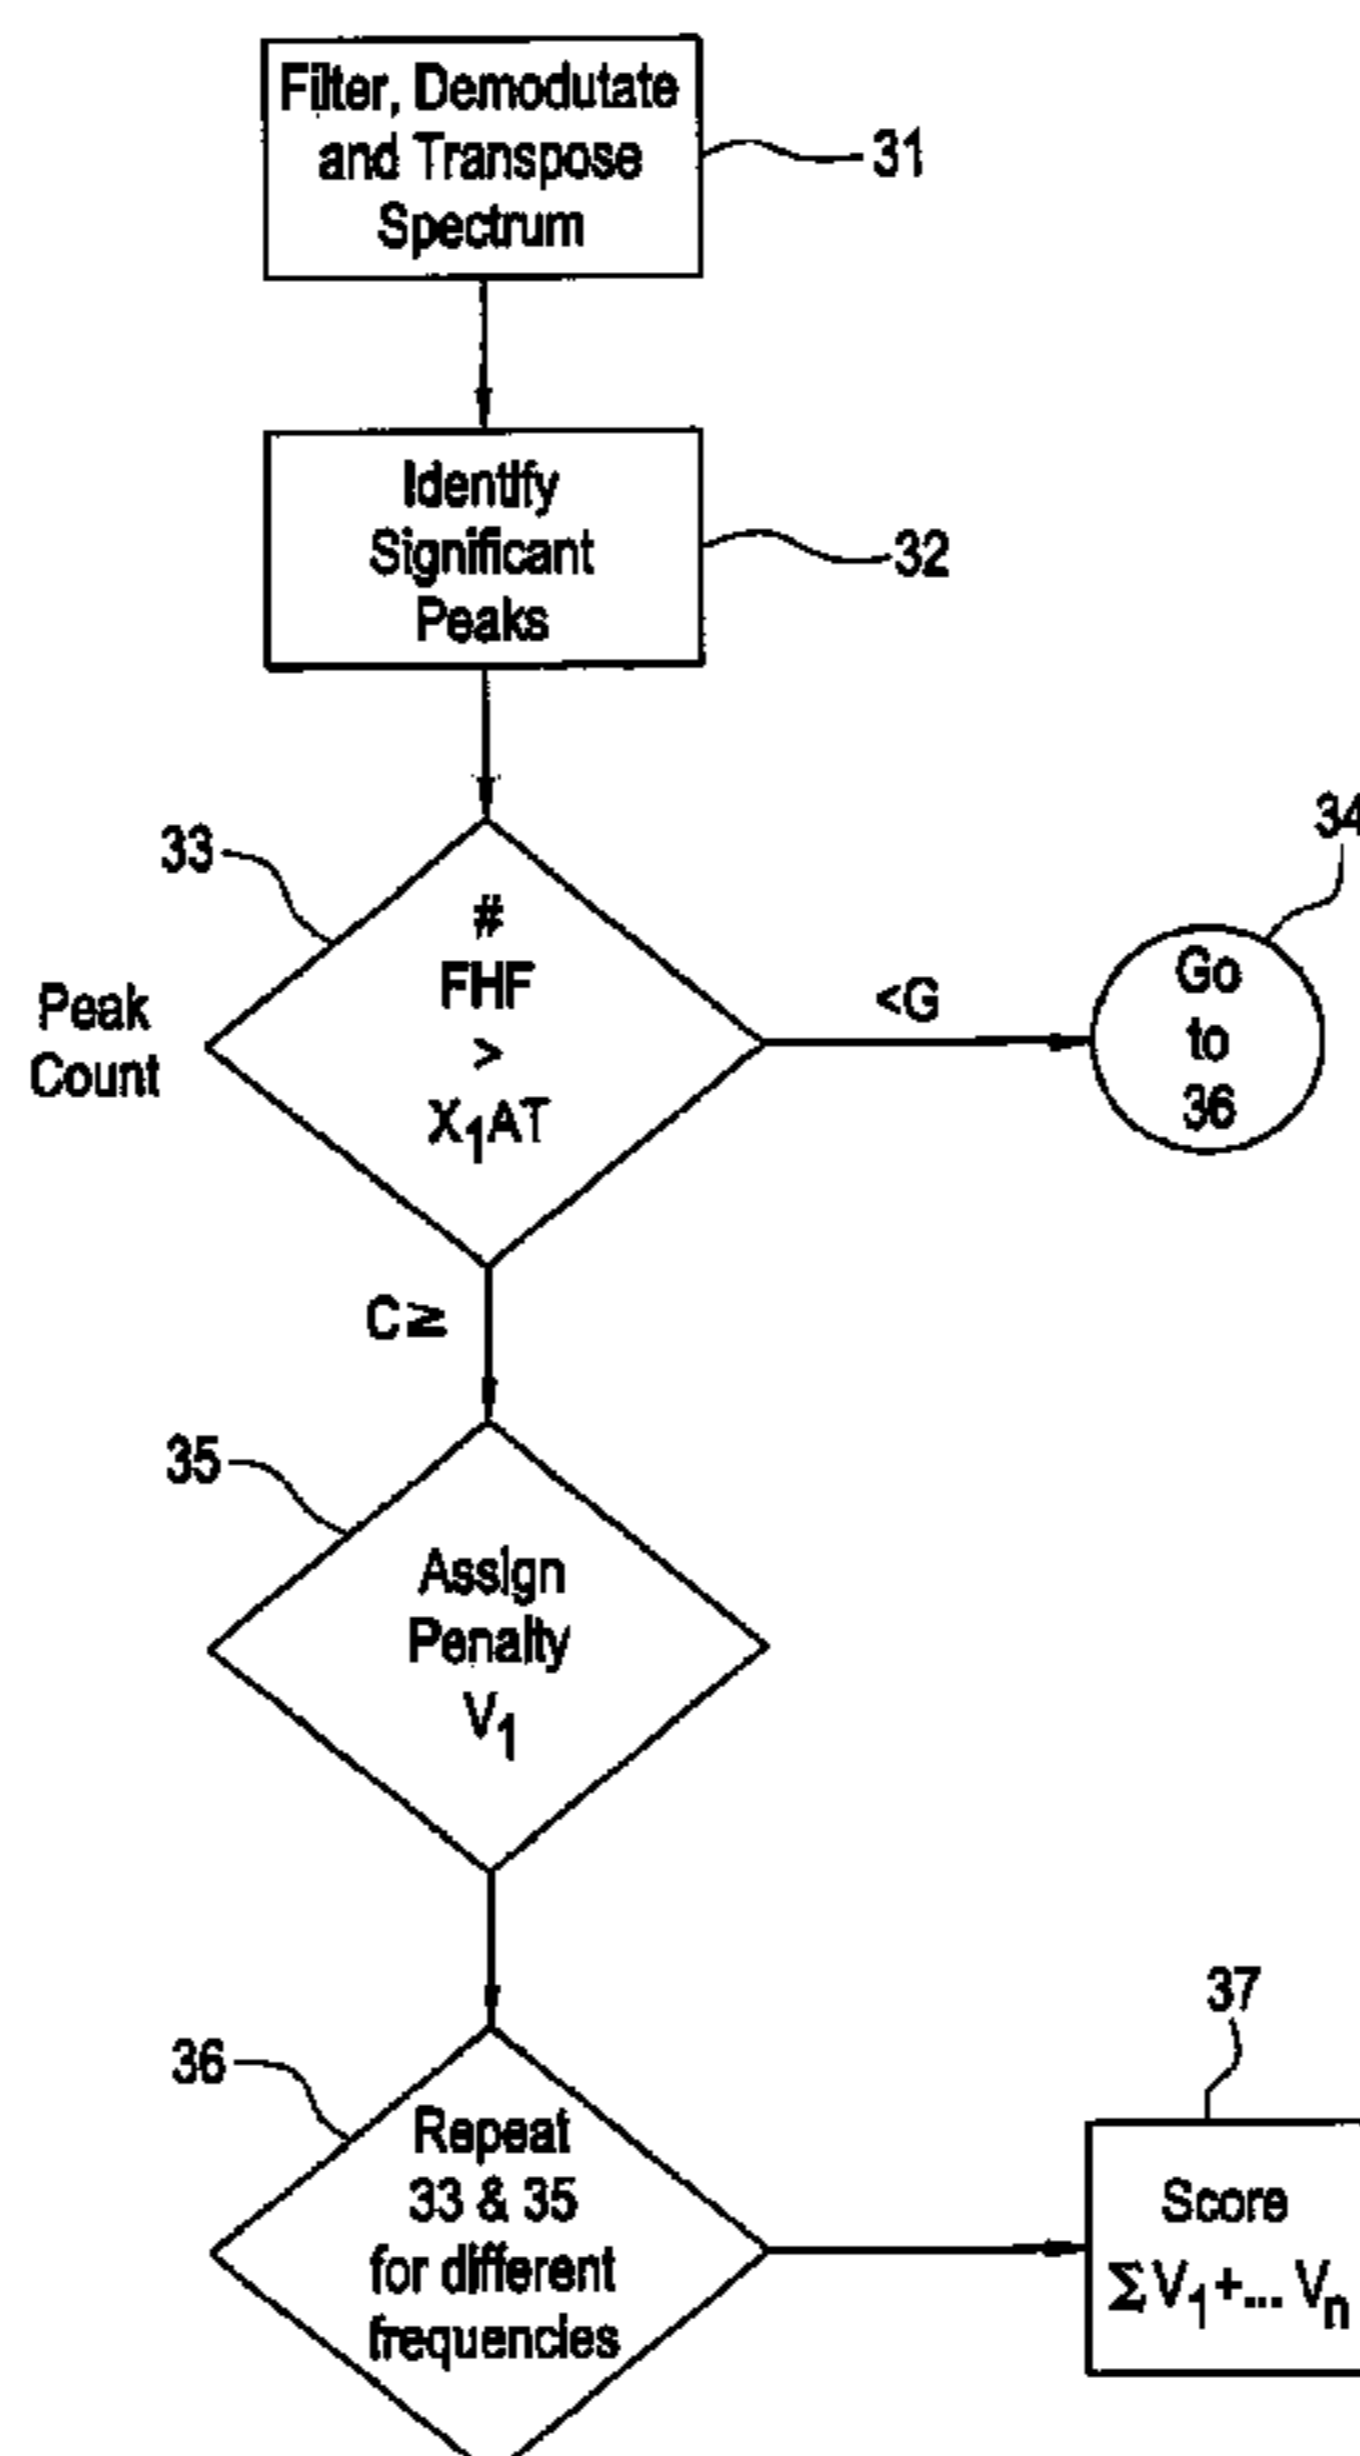 Filter, Demodutate
and Transpose
Spectrum
31
Identify
Significant
Peaks
32
33
Peak
Count
#
FHF
>
X1AT
<G
34
Go
to
36
C≥
35
Assign
Penalty
V1
36
Repeat
33 & 35
for different
frequencies
37
Score
ΣV1+... Vn